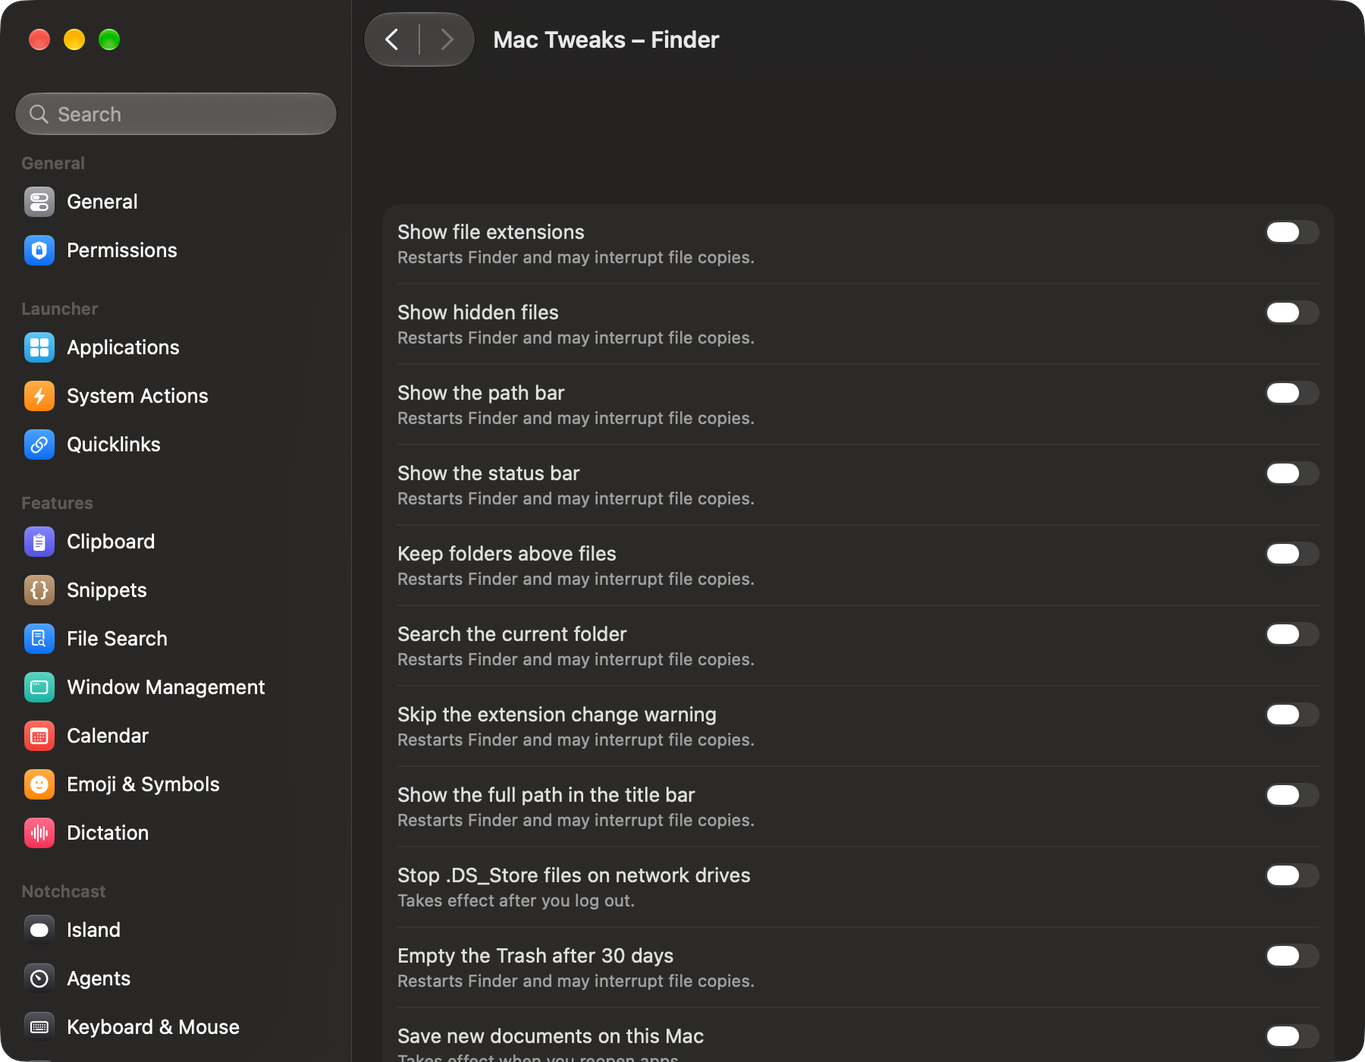 Mac Tweaks – Finder
Search
General
General
Permissions
Launcher
Applications
System Actions
Quicklinks
Features
Clipboard
Snippets
File Search
Window Management
Calendar
Emoji & Symbols
Dictation
Notchcast
Island
Agents
Keyboard & Mouse
Show file extensions
Restarts Finder and may interrupt file copies.
Show hidden files
Restarts Finder and may interrupt file copies.
Show the path bar
Restarts Finder and may interrupt file copies.
Show the status bar
Restarts Finder and may interrupt file copies.
Keep folders above files
Restarts Finder and may interrupt file copies.
Search the current folder
Restarts Finder and may interrupt file copies.
Skip the extension change warning
Restarts Finder and may interrupt file copies.
Show the full path in the title bar
Restarts Finder and may interrupt file copies.
Stop .DS_Store files on network drives
Takes effect after you log out.
Empty the Trash after 30 days
Restarts Finder and may interrupt file copies.
Save new documents on this Mac
Takes effect when you reopen apps.